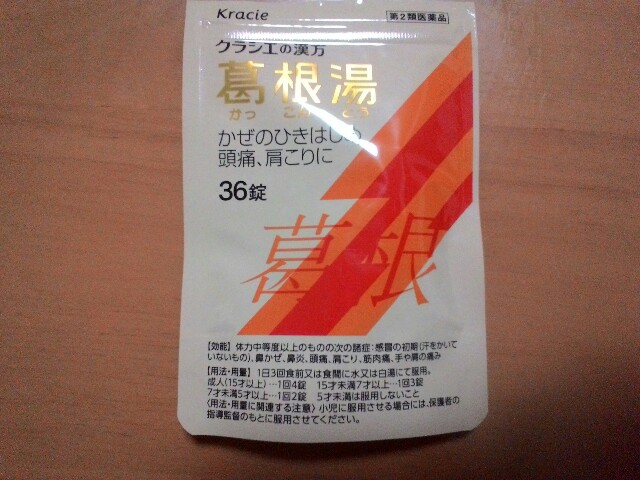 Kracie
第2類医薬品
クラシエの漢方
葛根湯
かっこんとう
かぜのひきはじめ
頭痛、肩こりに
36錠
葛根
【効能】体力中等度以上のものの次の諸症:感冒の初期(汗をかいて
いないもの)、鼻かぜ、鼻炎、頭痛、肩こり、筋肉痛、手や肩の痛み
【用法・用量】1日3回食前又は食間に水又は白湯にて服用。
成人(15才以上)…1回4錠 15才未満7才以上…1回3錠
7才未満5才以上…1回2錠 5才未満は服用しないこと
〈用法・用量に関連する注意〉小児に服用させる場合には、保護者の
指導監督のもとに服用させてください。